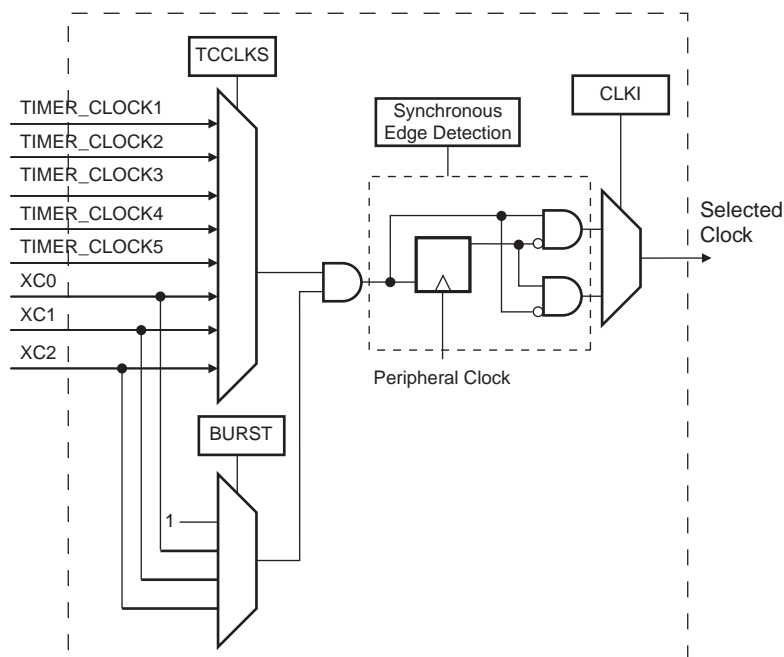 TCCLKS
TIMER_CLOCK1
TIMER_CLOCK2
TIMER_CLOCK3
TIMER_CLOCK4
TIMER_CLOCK5
XC0
XC1
XC2
Synchronous
Edge Detection
CLKI
Selected
Clock
Peripheral Clock
BURST
1